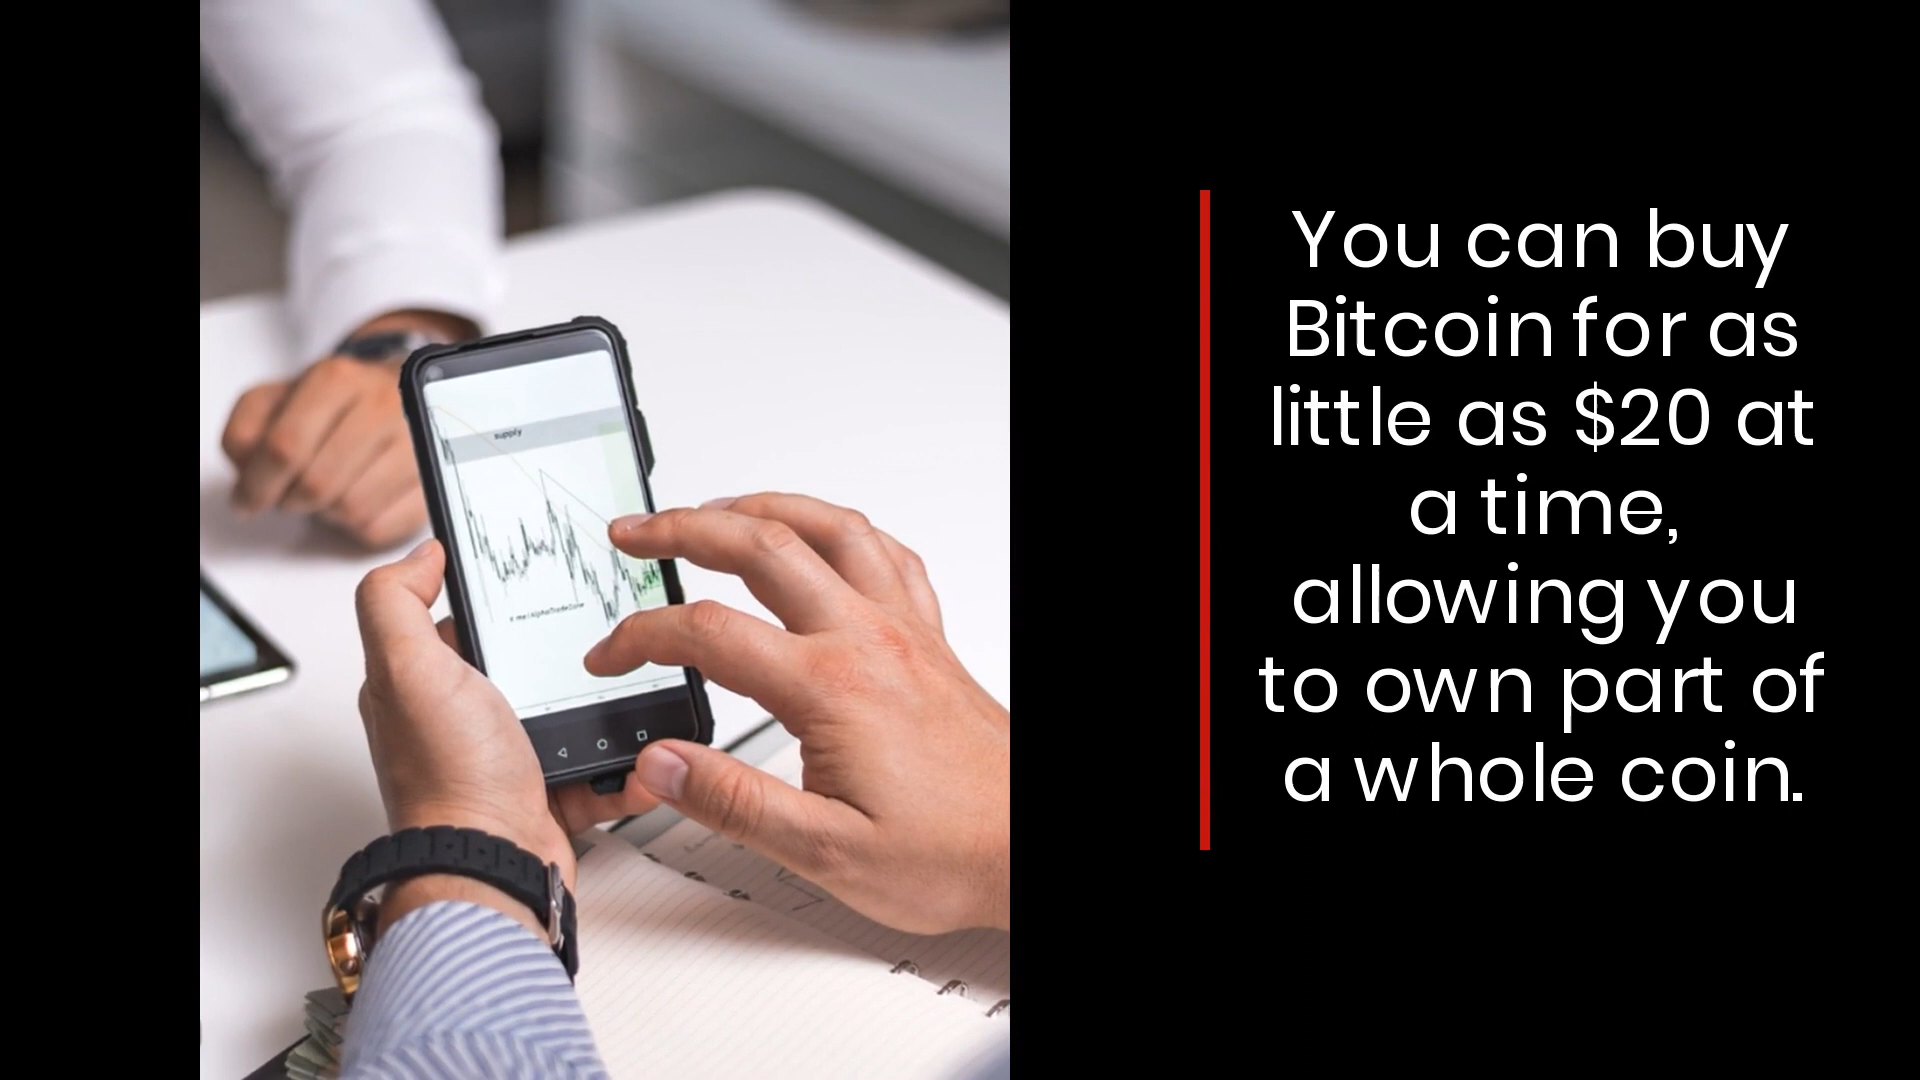 supply
You can buy
Bitcoin for as
little as $20 at
a time,
allowing you
to own part of
a whole coin.